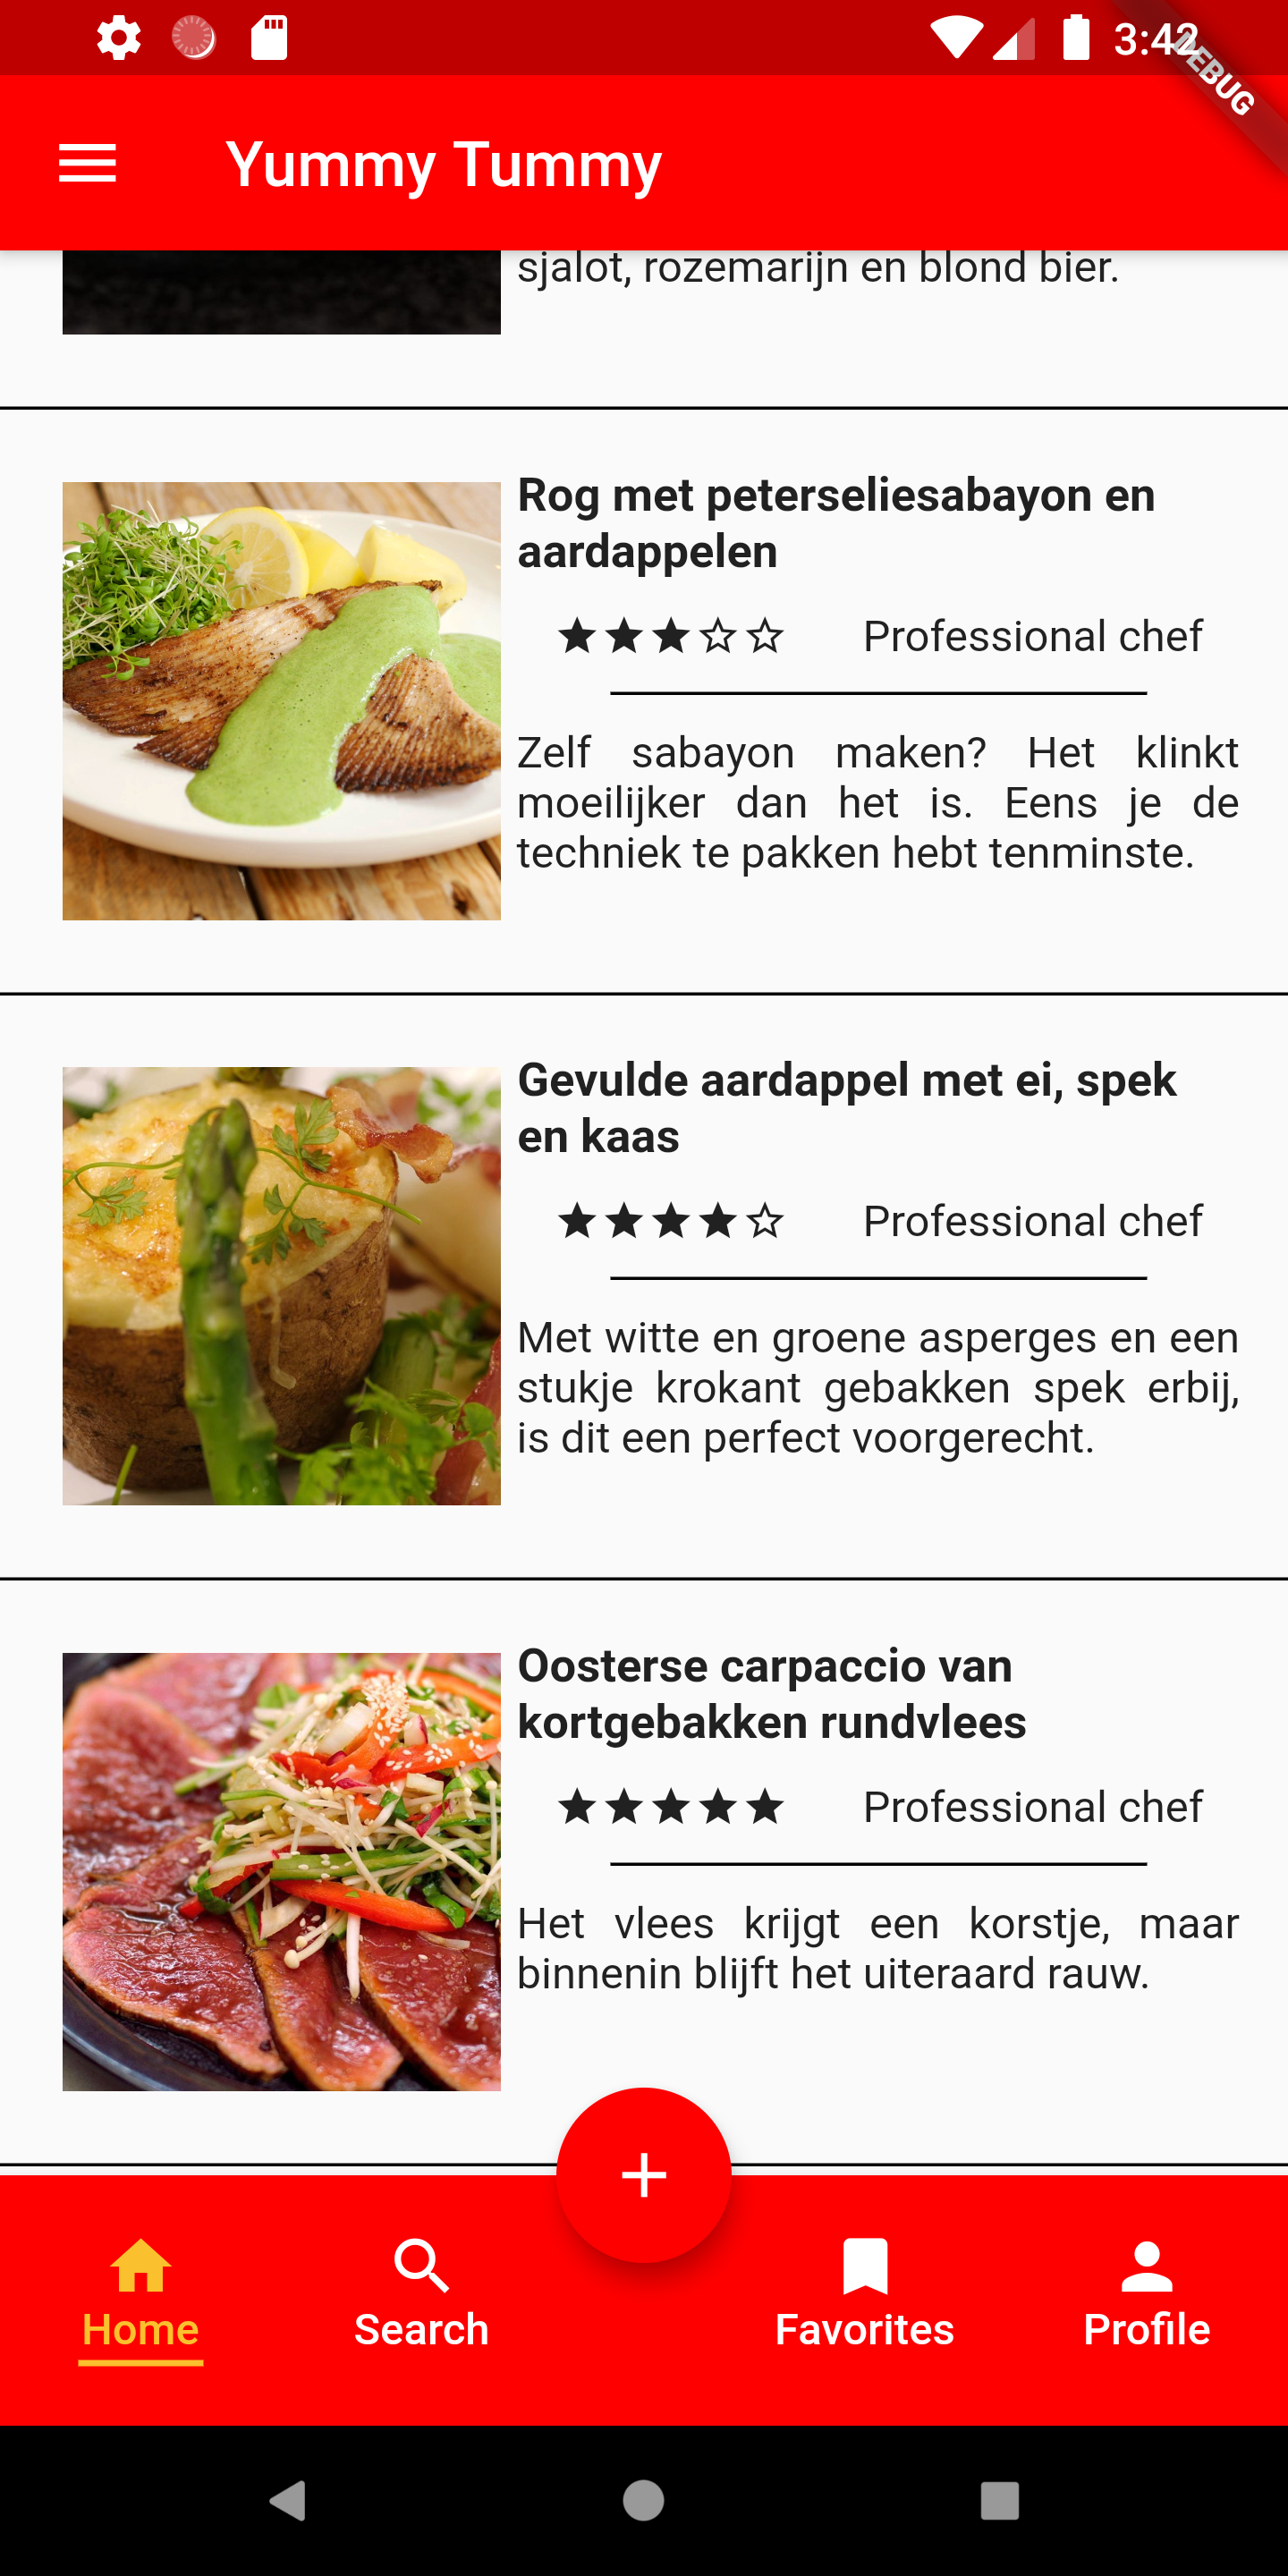 3:42
DEBUG
Yummy Tummy
sjalot, rozemarijn en blond bier.
Rog met peterseliesabayon en
aardappelen
Professional chef
Zelf sabayon maken? Het klinkt
moeilijker dan het is. Eens je de
techniek te pakken hebt tenminste.
Gevulde aardappel met ei, spek
en kaas
Professional chef
Met witte en groene asperges en een
stukje krokant gebakken spek erbij,
is dit een perfect voorgerecht.
Oosterse carpaccio van
kortgebakken rundvlees
Professional chef
Het vlees krijgt een korstje, maar
binnenin blijft het uiteraard rauw.
Home
Search
Favorites
Profile